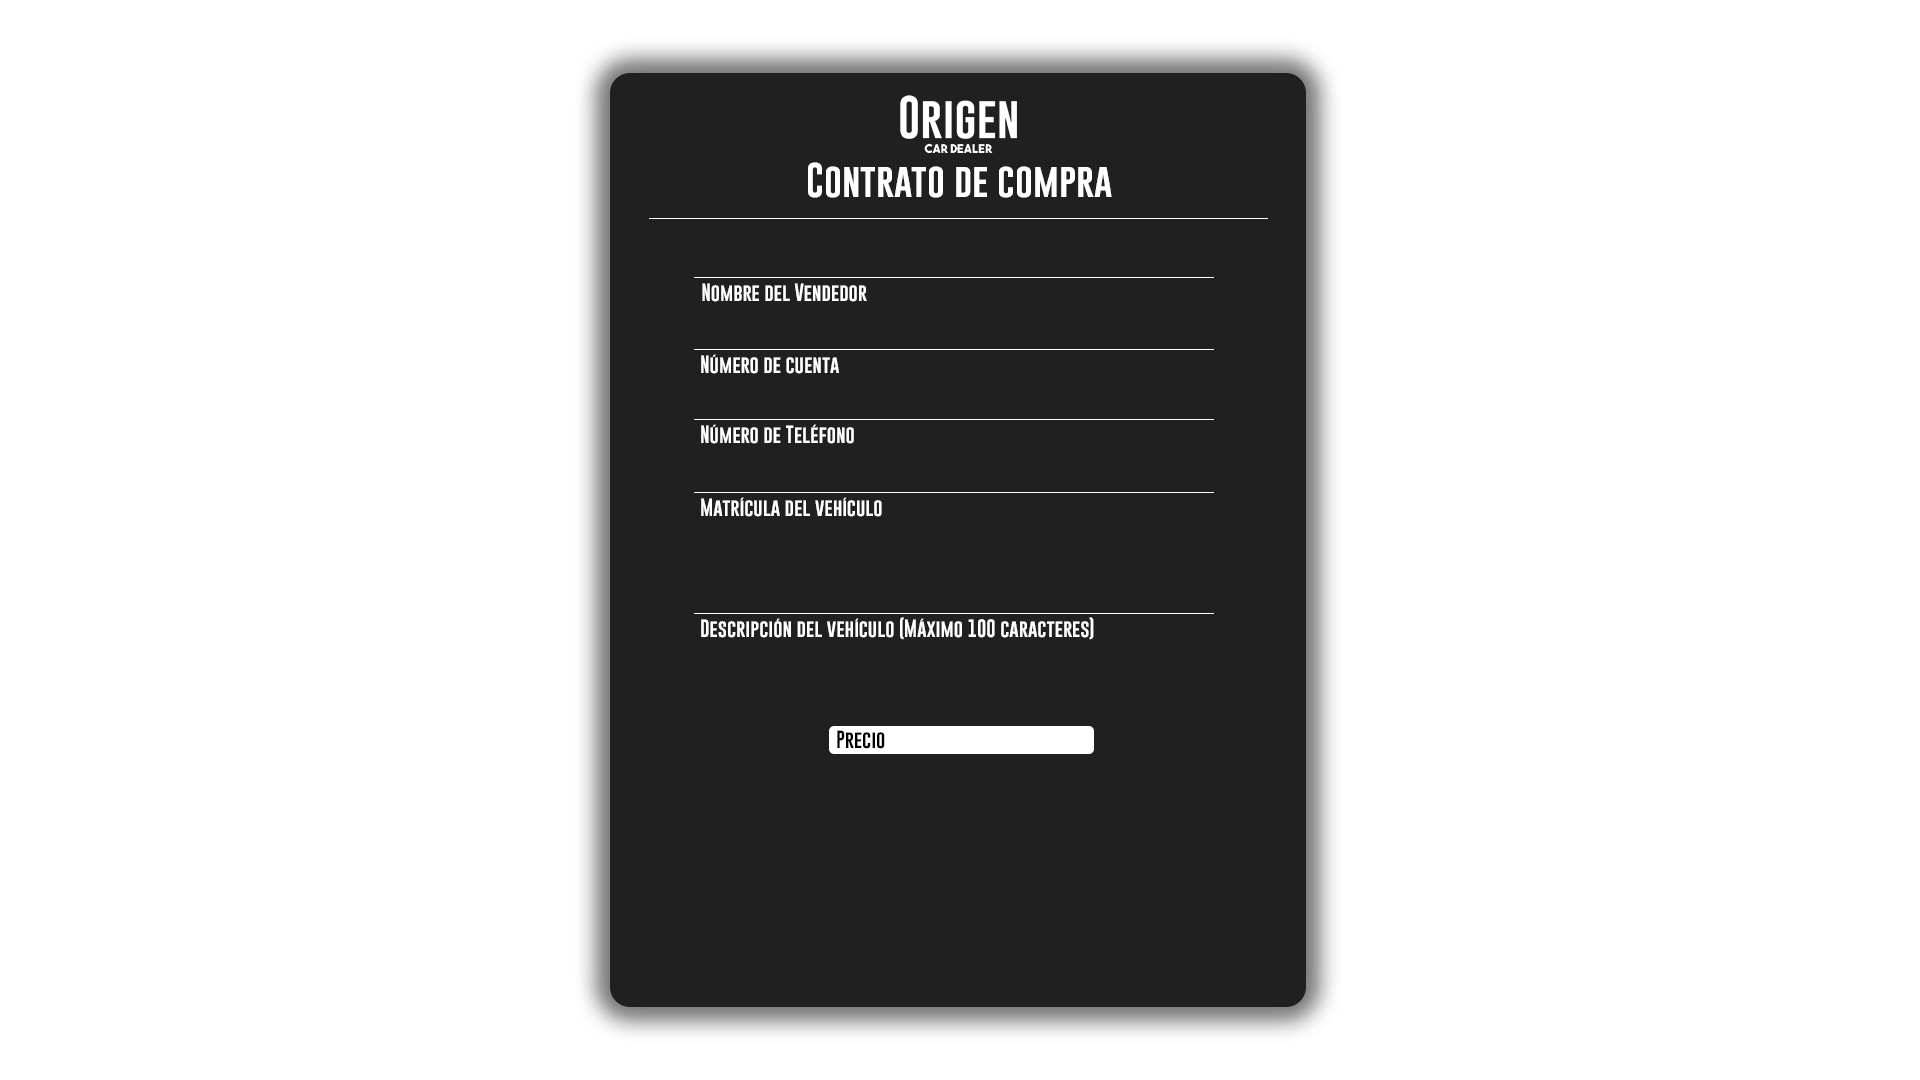 Origen
CAR DEALER
Contrato de compra
Nombre del Vendedor
Número de cuenta
Número de Teléfono
Matrícula del vehículo
Descripción del vehículo (Máximo 100 caracteres)
Precio